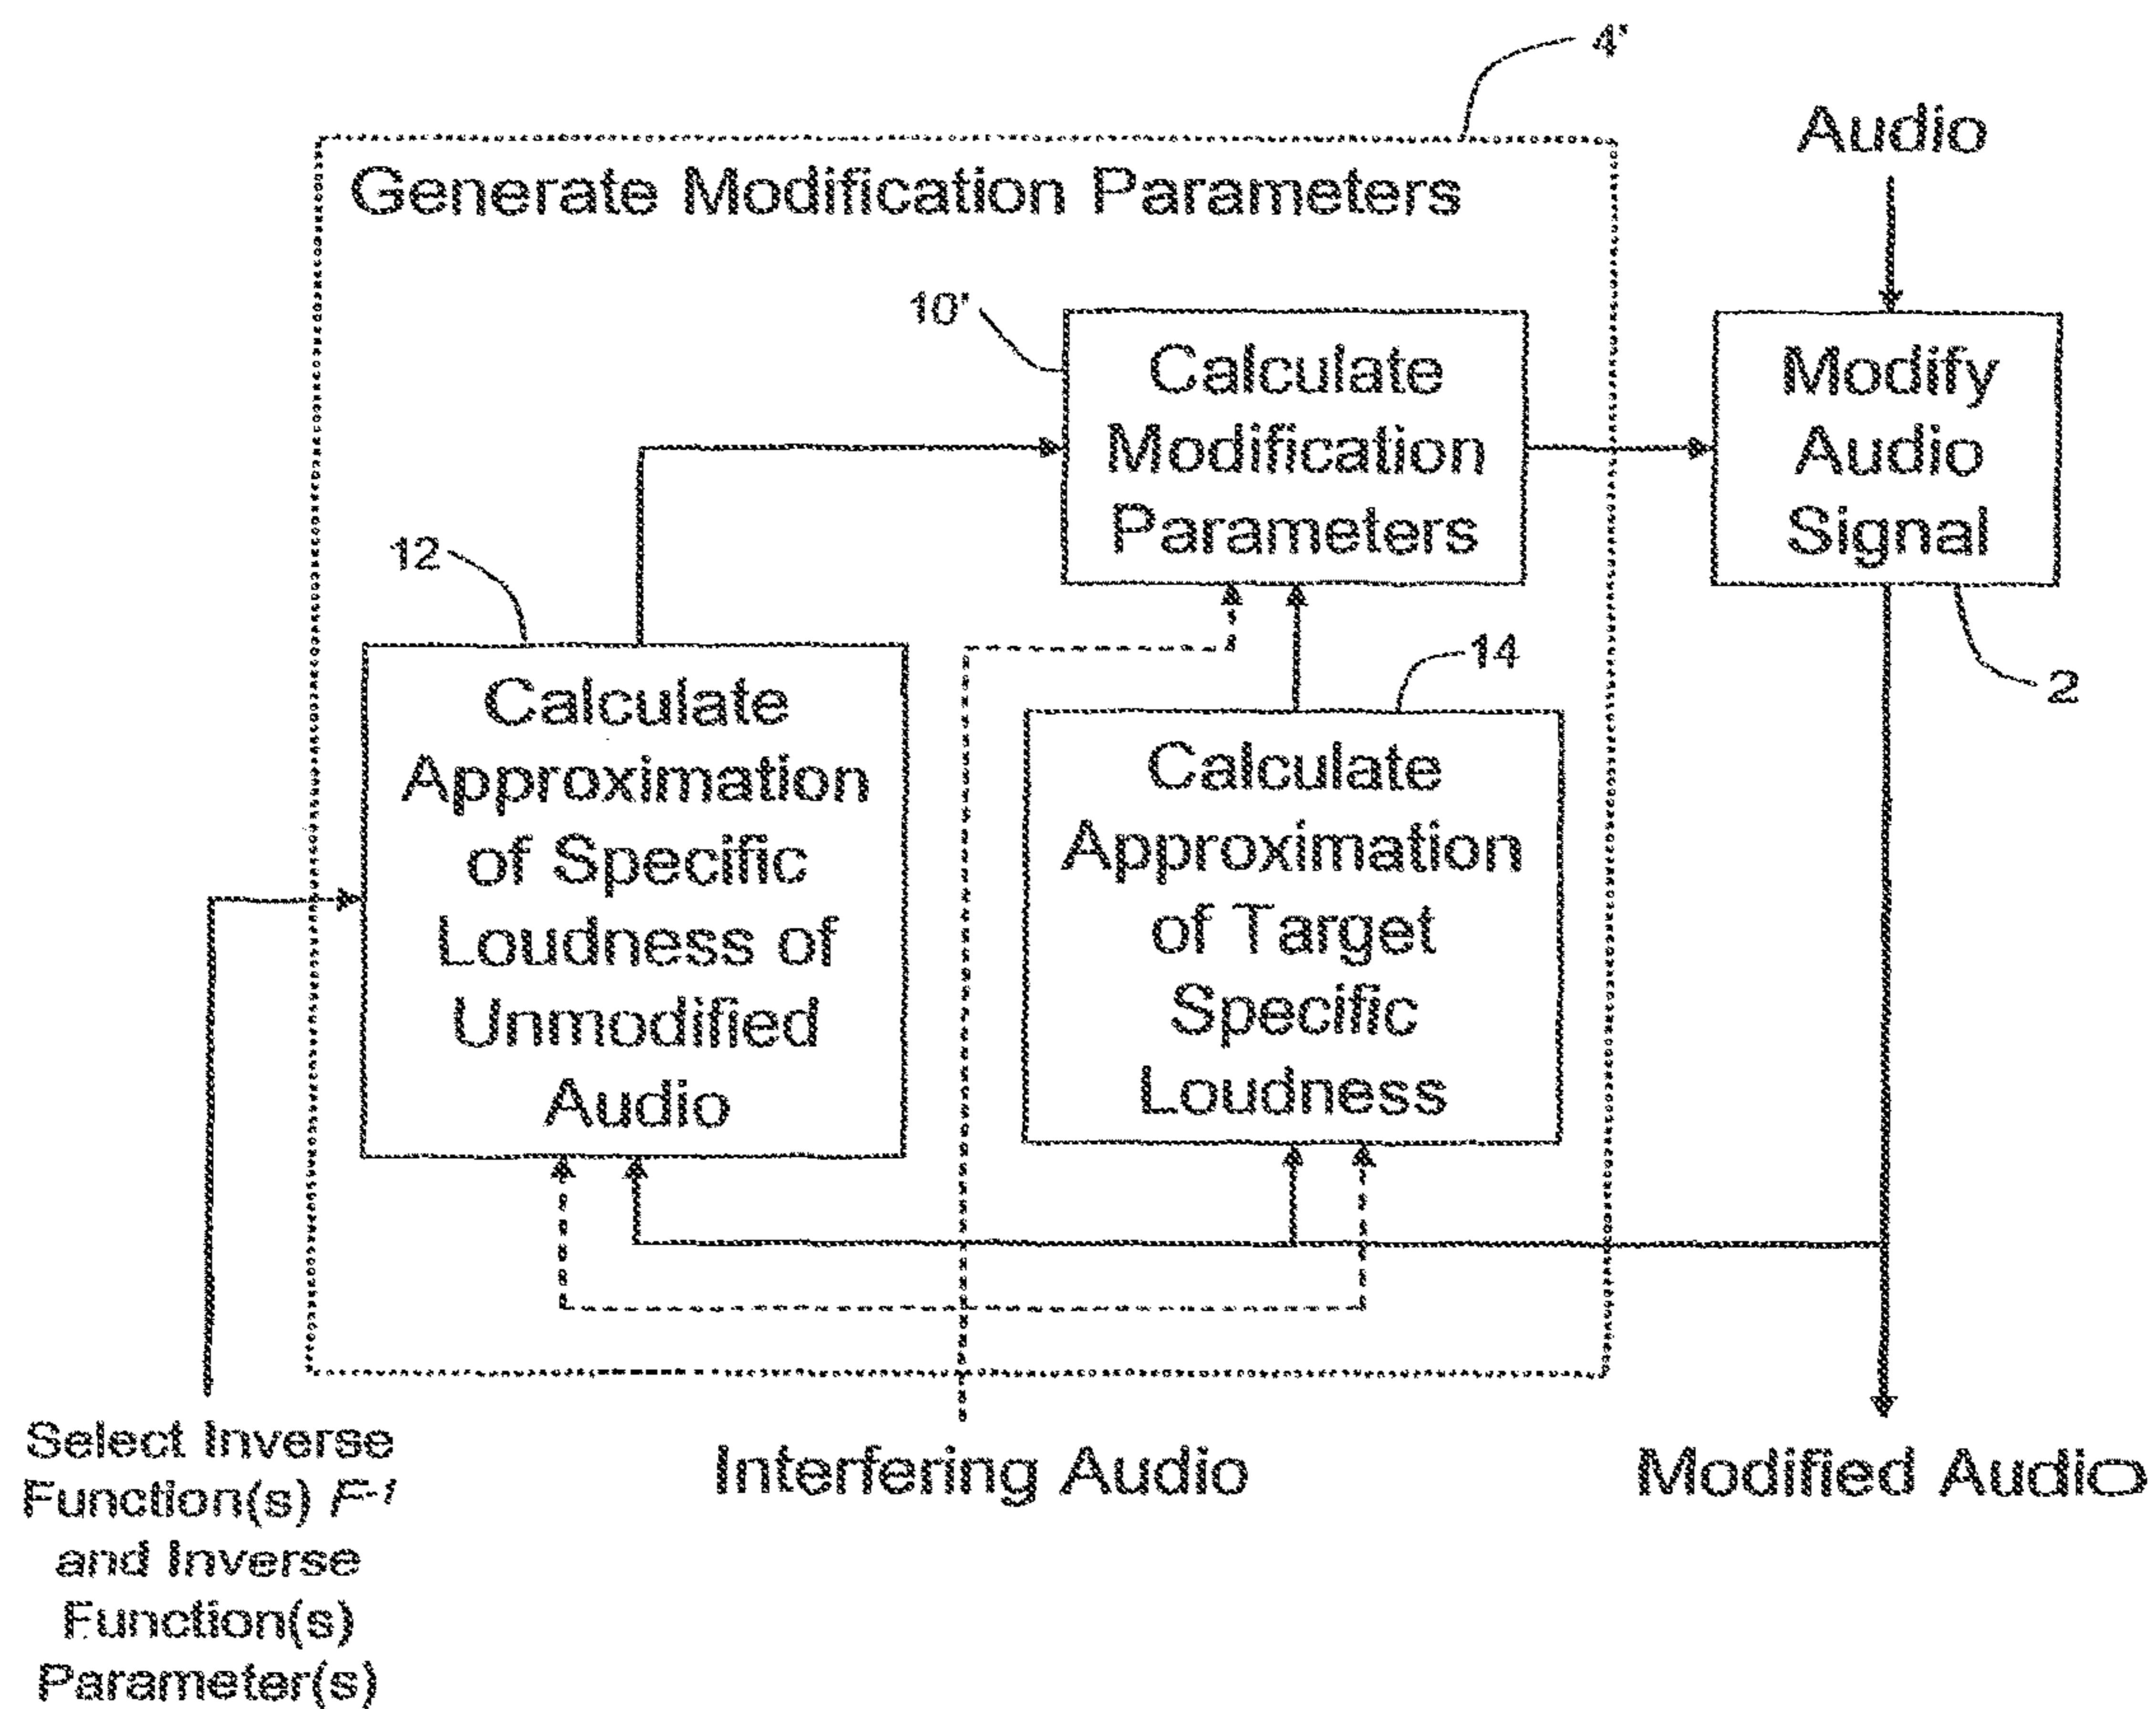 4'
Audio
Generate Modification Parameters
10'
Calculate
Modification
Parameters
Modify
Audio
Signal
12
14
2
Calculate
Approximation
of Specific
Loudness of
Unmodified
Audio
Calculate
Approximation
of Target
Specific
Loudness
Select Inverse
Function(s) F⁻¹
and Inverse
Function(s)
Parameter(s)
Interfering Audio
Modified Audio